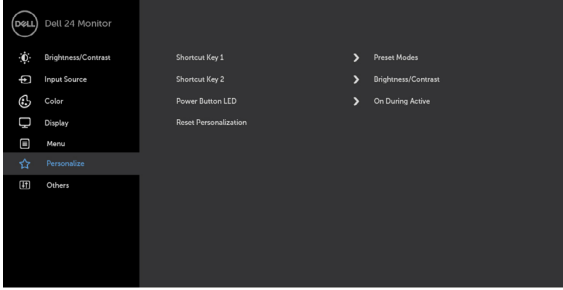 DELL Dell 24 Monitor
Brightness/Contrast Shortcut Key 1 Preset Modes
Input Source Shortcut Key 2 Brightness/Contrast
Color Power Button LED On During Active
Display Reset Personalization
Menu
Personalize
Others